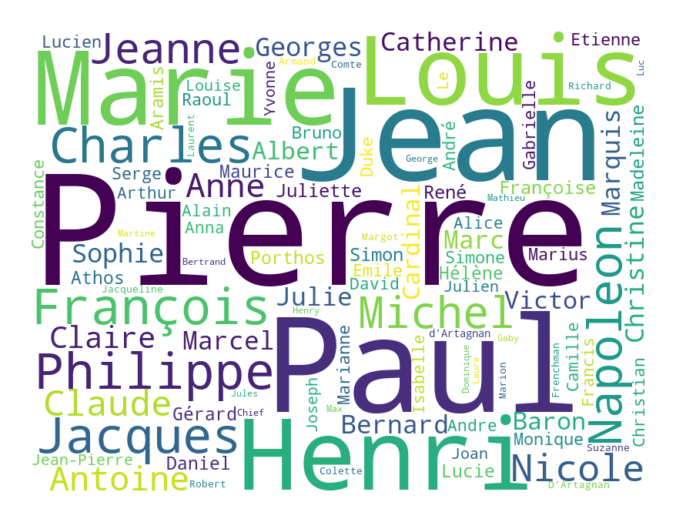 Lucien Jeanne Georges Catherine Etienne
Marie Armand Comte Le Louis Luc
Aramis Louise Raoul Yvonne Richard
Charles Laurent Bruno Albert Jean André Gabrielle
Serge Maurice Duke George Marquis Madeleine
Constance Arthur Anne Juliette René Françoise Mathieu
Pierre Alain Anna Cardinal Alice
Martine Margot Marc Marius
Sophie Bertrand Porthos Simon Simone
Athos Emile Hélène Napoleon Christine
Jacqueline David Julien
François Julie Henry Michel Victor
Claire Marcel Marianne d'Artagnan Gaby
Philippe Paul Isabelle Dominique Laura Marion Frenchman Camille Francis Christian
Claude Jules Joseph Max
Gérard Chief Bernard Andre Baron
Jacques Henri Monique Suzanne
Jean-Pierre Daniel Colette Joan Lucie Nicole
Antoine Robert D'Artagnan